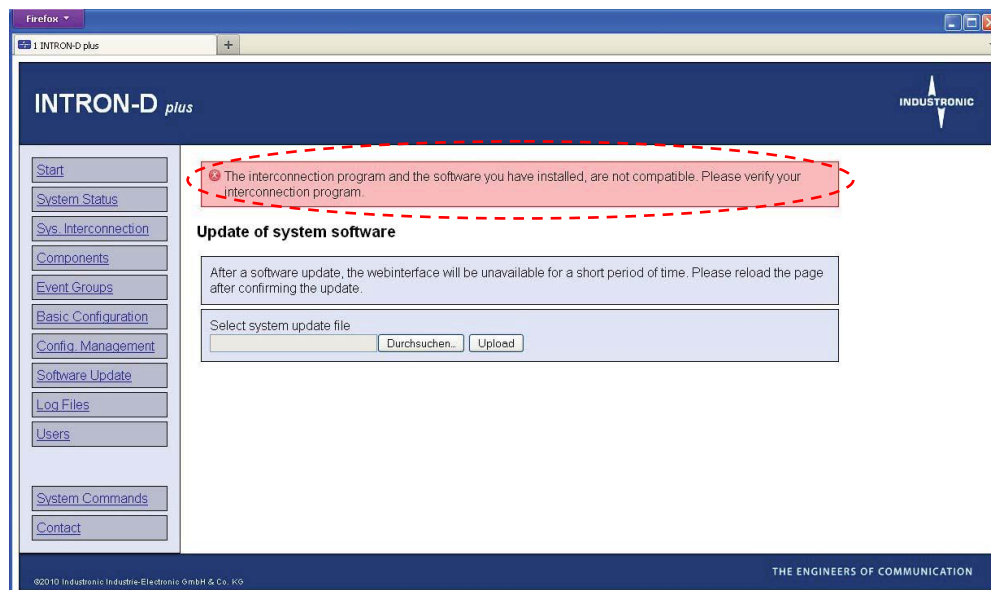 Firefox
1 INTRON-D plus
+
INTRON-D plus
INDUSTRONIC
Start
System Status
Sys. Interconnection
Components
Event Groups
Basic Configuration
Config. Management
Software Update
Log Files
Users
System Commands
Contact
The interconnection program and the software you have installed, are not compatible. Please verify your
interconnection program.
Update of system software
After a software update, the webinterface will be unavailable for a short period of time. Please reload the page
after confirming the update.
Select system update file
Durchsuchen... Upload
©2010 Industronic Industrie-Electronic GmbH & Co. KG
THE ENGINEERS OF COMMUNICATION